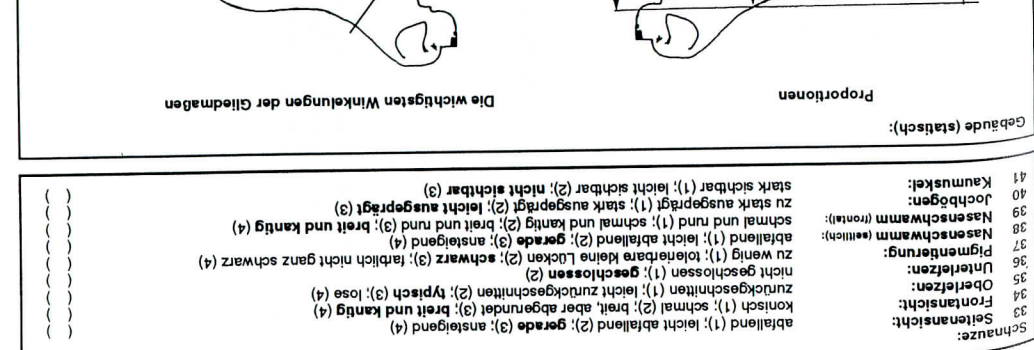 Schnauze:
33 Seitenansicht: abfallend (1); leicht abfallend (2); gerade (3); ansteigend (4) ( )
34 Frontansicht: konisch (1); schmal (2); breit, aber abgerundet (3); breit und kantig (4) ( )
35 Oberlefzen: zurückgeschnitten (1); leicht zurückgeschnitten (2); typisch (3); lose (4) ( )
36 Unterlefzen: nicht geschlossen (1); geschlossen (2) ( )
37 Pigmentierung: zu wenig (1); tolerierbare kleine Lücken (2); schwarz (3); farblich nicht ganz schwarz (4) ( )
38 Nasenschwamm (seitlich): abfallend (1); leicht abfallend (2); gerade (3); ansteigend (4) ( )
39 Nasenschwamm (frontal): schmal und rund (1); schmal und kantig (2); breit und rund (3); breit und kantig (4) ( )
40 Jochbögen: zu stark ausgeprägt (1); stark ausgeprägt (2); leicht ausgeprägt (3) ( )
41 Kaumuskel: stark sichtbar (1); leicht sichtbar (2); nicht sichtbar (3) ( )
Gebäude (statisch):
Proportionen
Die wichtigsten Winkelungen der Gliedmaßen